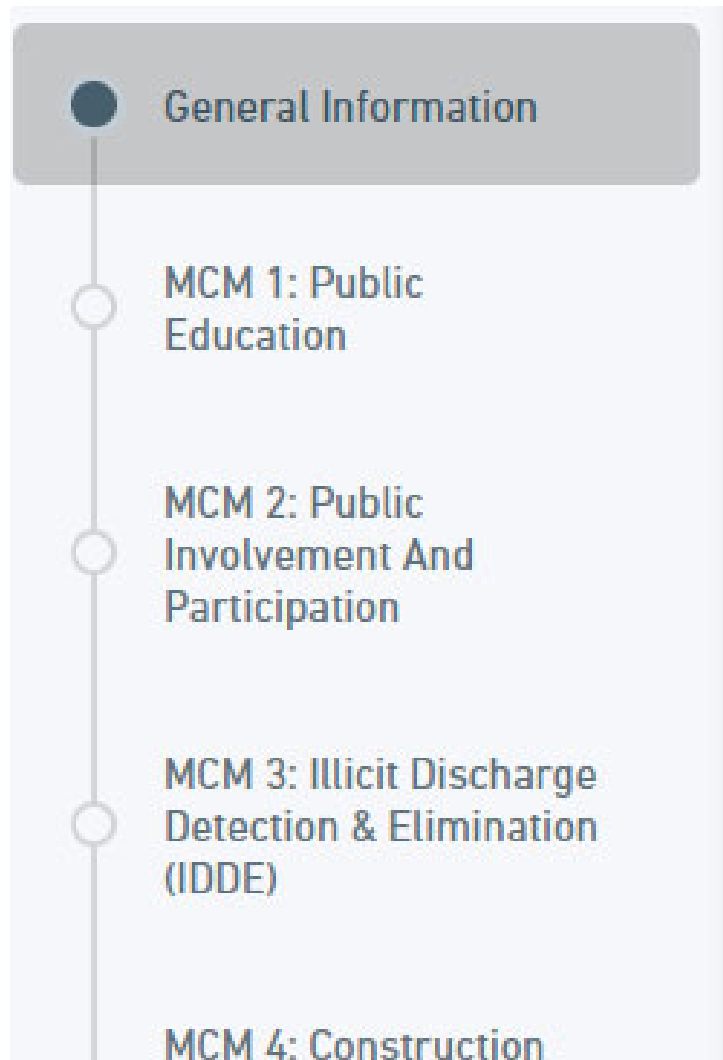 General Information
MCM 1: Public
Education
MCM 2: Public
Involvement And
Participation
MCM 3: Illicit Discharge
Detection & Elimination
(IDDE)
MCM 4: Construction